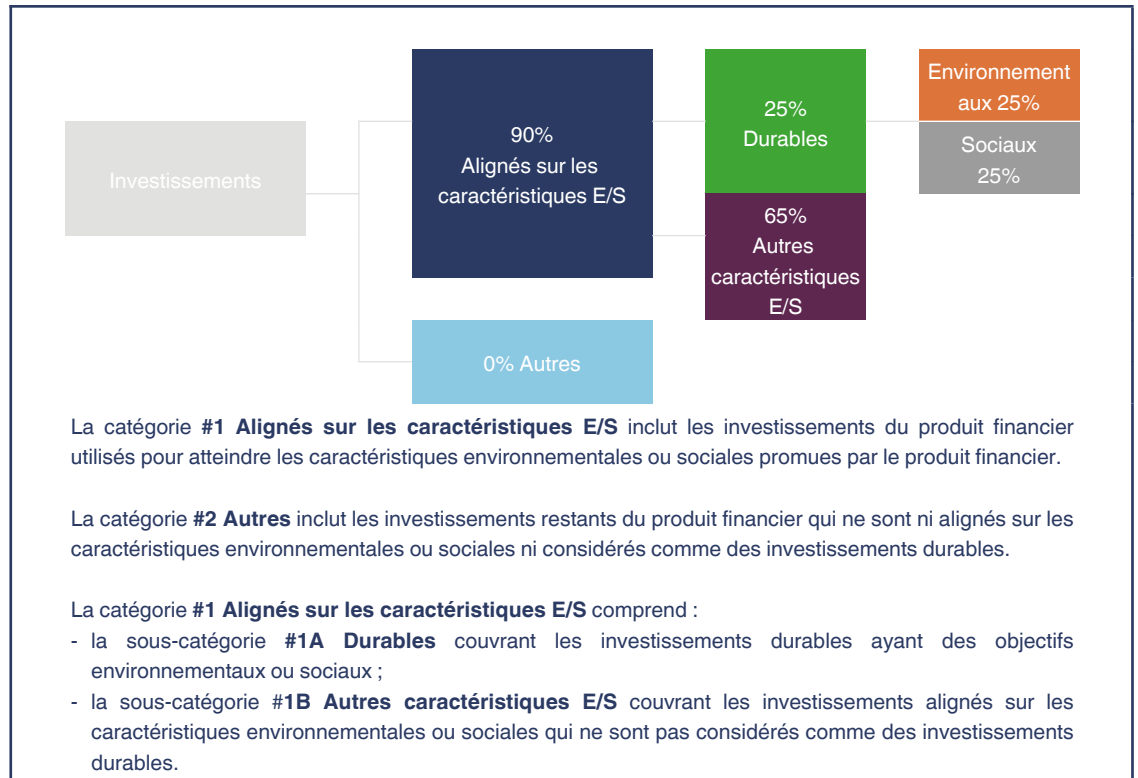 Investissements
90%
Alignés sur les
caractéristiques E/S
25%
Durables
Environnement
aux 25%
Sociaux
25%
65%
Autres
caractéristiques
E/S
0% Autres
La catégorie #1 Alignés sur les caractéristiques E/S inclut les investissements du produit financier
utilisés pour atteindre les caractéristiques environnementales ou sociales promues par le produit financier.
La catégorie #2 Autres inclut les investissements restants du produit financier qui ne sont ni alignés sur les
caractéristiques environnementales ou sociales ni considérés comme des investissements durables.
La catégorie #1 Alignés sur les caractéristiques E/S comprend :
- la sous-catégorie #1A Durables couvrant les investissements durables ayant des objectifs
environnementaux ou sociaux ;
- la sous-catégorie #1B Autres caractéristiques E/S couvrant les investissements alignés sur les
caractéristiques environnementales ou sociales qui ne sont pas considérés comme des investissements
durables.